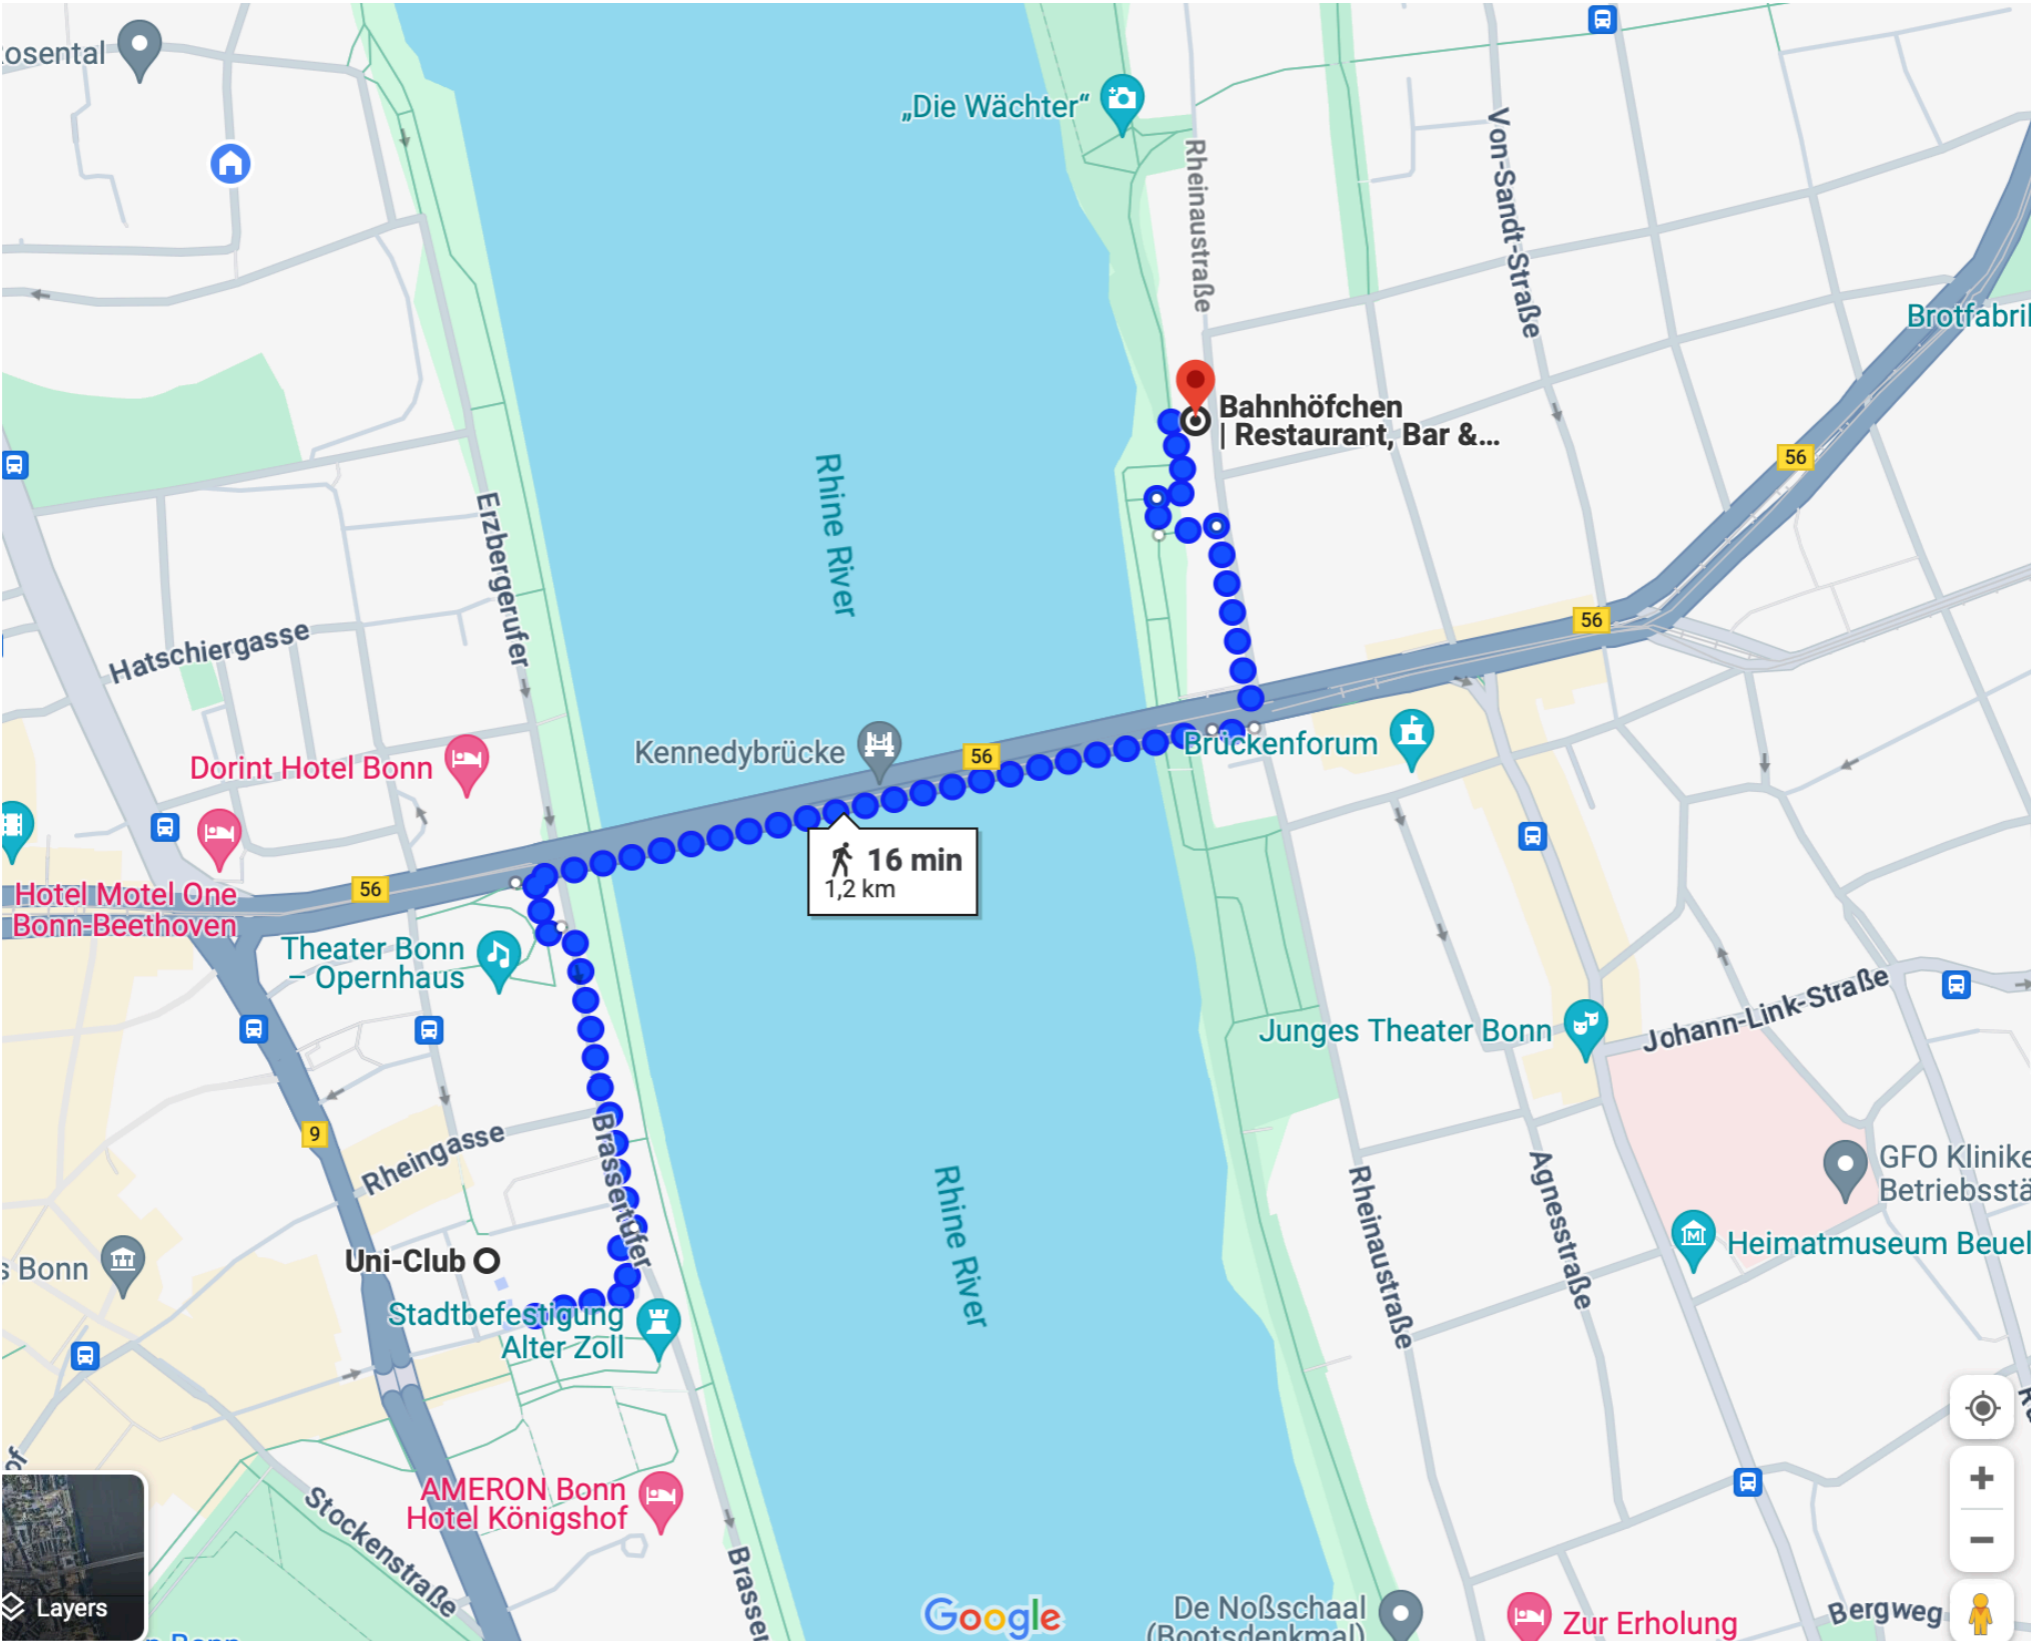 osental
„Die Wächter“
Rheinaustraße
Von-Sandt-Straße
Brotfabrik
Bahnhöfchen
| Restaurant, Bar &...
Rhine River
56
Erzbergerufer
56
Hatschiergasse
Kennedybrücke
56
Brückenforum
Dorint Hotel Bonn
16 min
1,2 km
56
Hotel Motel One
Bonn-Beethoven
Theater Bonn
– Opernhaus
Junges Theater Bonn
Johann-Link-Straße
9
Rheingasse
Brassertufer
GFO Klinike
Betriebsstä
Rhine River
Rheinaustraße
Agnesstraße
Heimatmuseum Beuel
Uni-Club
s Bonn
Stadtbefestigung
Alter Zoll
AMERON Bonn
Hotel Königshof
Stockenstraße
Brasser
Layers
Google
De Noßschaal
(Bootsdenkmal)
Zur Erholung
Bergweg